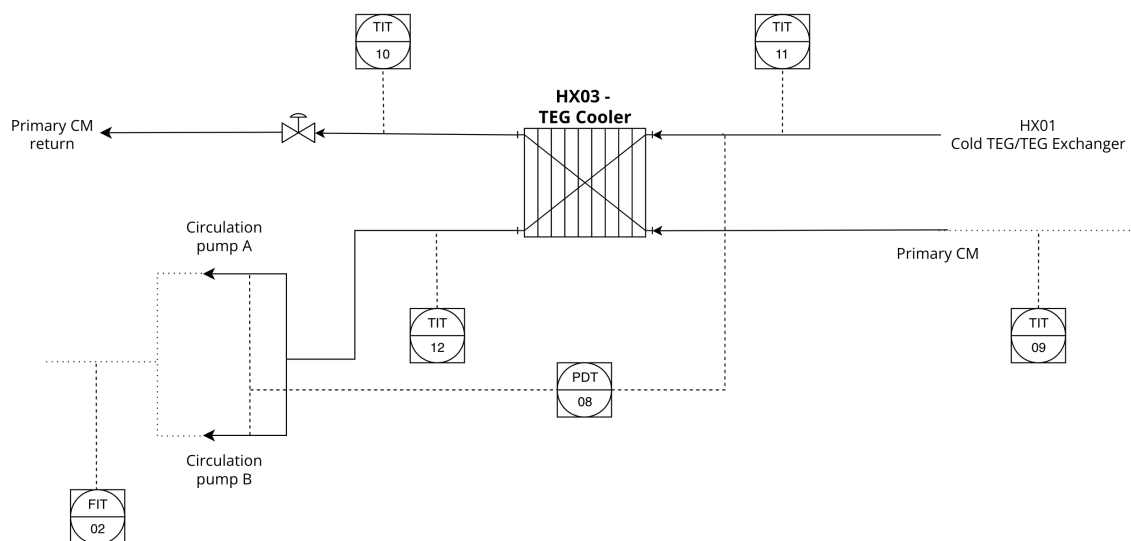 TIT
10
TIT
11
HX03 -
TEG Cooler
Primary CM
return
HX01
Cold TEG/TEG Exchanger
Circulation
pump A
Primary CM
TIT
12
TIT
09
PDT
08
Circulation
pump B
FIT
02